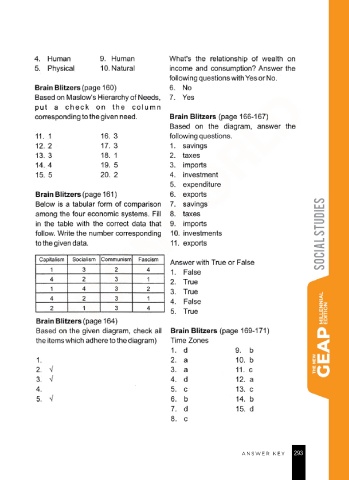 4. Human 9. Human
5. Physical 10. Natural
Brain Blitzers (page 160)
Based on Maslow's Hierarchy of Needs,
put a check on the column
corresponding to the given need.
11. 1 16. 3
12. 2 17. 3
13. 3 18. 1
14. 4 19. 5
15. 5 20. 2
Brain Blitzers (page 161)
Below is a tabular form of comparison
among the four economic systems. Fill
in the table with the correct data that
follow. Write the number corresponding
to the given data.
Capitalism Socialism Communism Fascism
1 3 2 4
4 2 3 1
1 4 3 2
4 2 3 1
2 1 3 4
Brain Blitzers (page 164)
Based on the given diagram, check all
the items which adhere to the diagram)
1.
2. √
3. √
4.
5. √
What's the relationship of wealth on
income and consumption? Answer the
following questions with Yes or No.
6. No
7. Yes
Brain Blitzers (page 166-167)
Based on the diagram, answer the
following questions.
1. savings
2. taxes
3. imports
4. investment
5. expenditure
6. exports
7. savings
8. taxes
9. imports
10. investments
11. exports
Answer with True or False
1. False
2. True
3. True
4. False
5. True
Brain Blitzers (page 169-171)
Time Zones
1. d 9. b
2. a 10. b
3. a 11. c
4. d 12. a
5. c 13. c
6. b 14. b
7. d 15. d
8. c
SOCIAL STUDIES
THE NEW
GEAP
MILLENNIAL
EDITION
ANSWER KEY 293